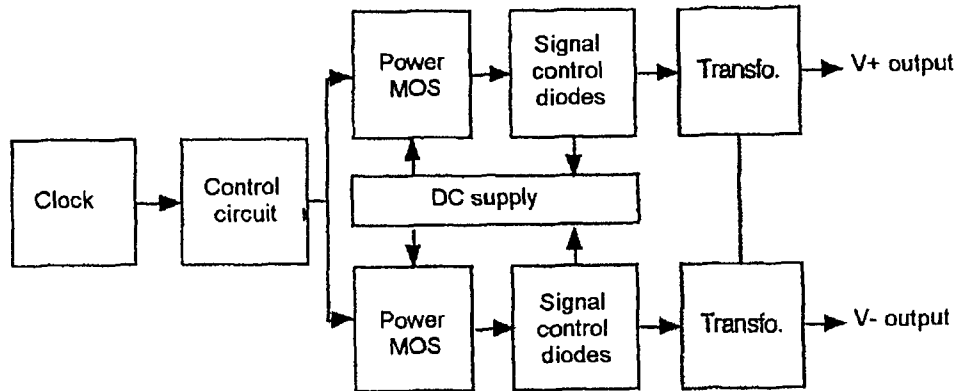 Power
MOS
Signal
control
diodes
Transfo.
V+ output
Clock
Control
circuit
DC supply
Power
MOS
Signal
control
diodes
Transfo.
V- output